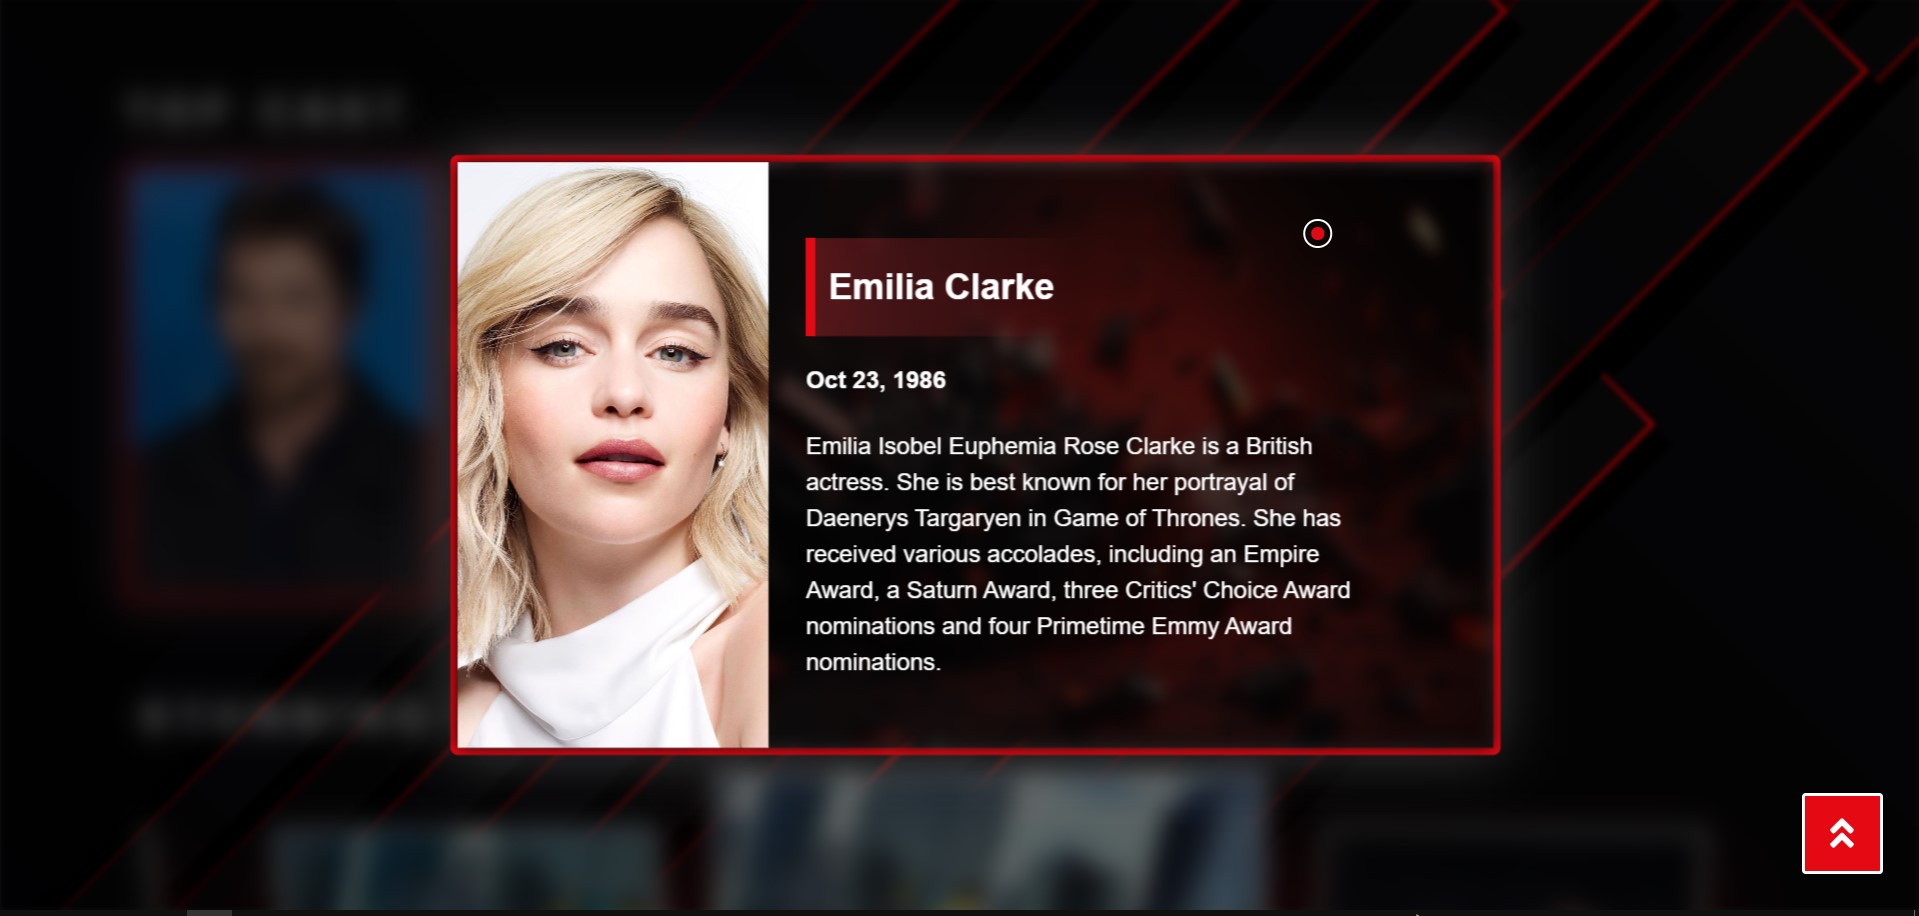 Emilia Clarke
Oct 23, 1986
Emilia Isobel Euphemia Rose Clarke is a British
actress. She is best known for her portrayal of
Daenerys Targaryen in Game of Thrones. She has
received various accolades, including an Empire
Award, a Saturn Award, three Critics' Choice Award
nominations and four Primetime Emmy Award
nominations.